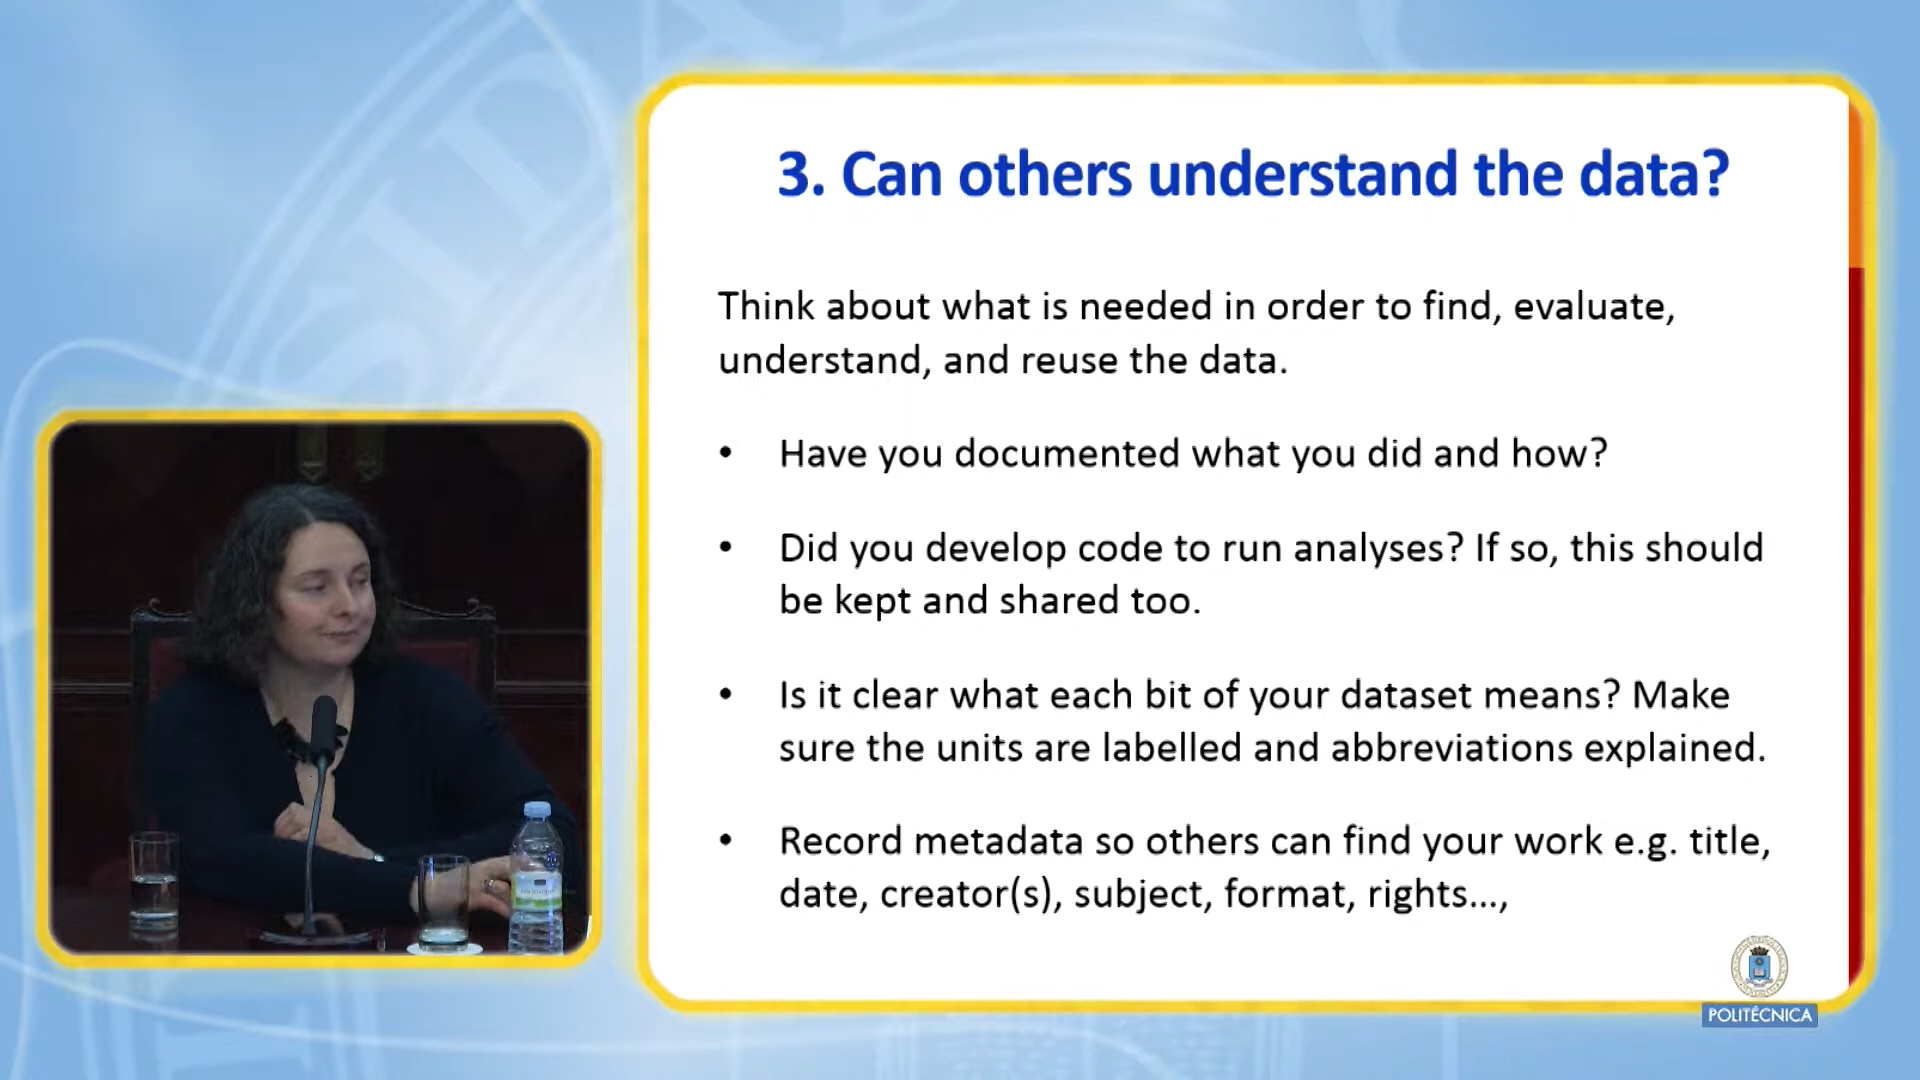 3. Can others understand the data?
Think about what is needed in order to find, evaluate,
understand, and reuse the data.
• Have you documented what you did and how?
• Did you develop code to run analyses? If so, this should
be kept and shared too.
• Is it clear what each bit of your dataset means? Make
sure the units are labelled and abbreviations explained.
• Record metadata so others can find your work e.g. title,
date, creator(s), subject, format, rights…,
POLITÉCNICA